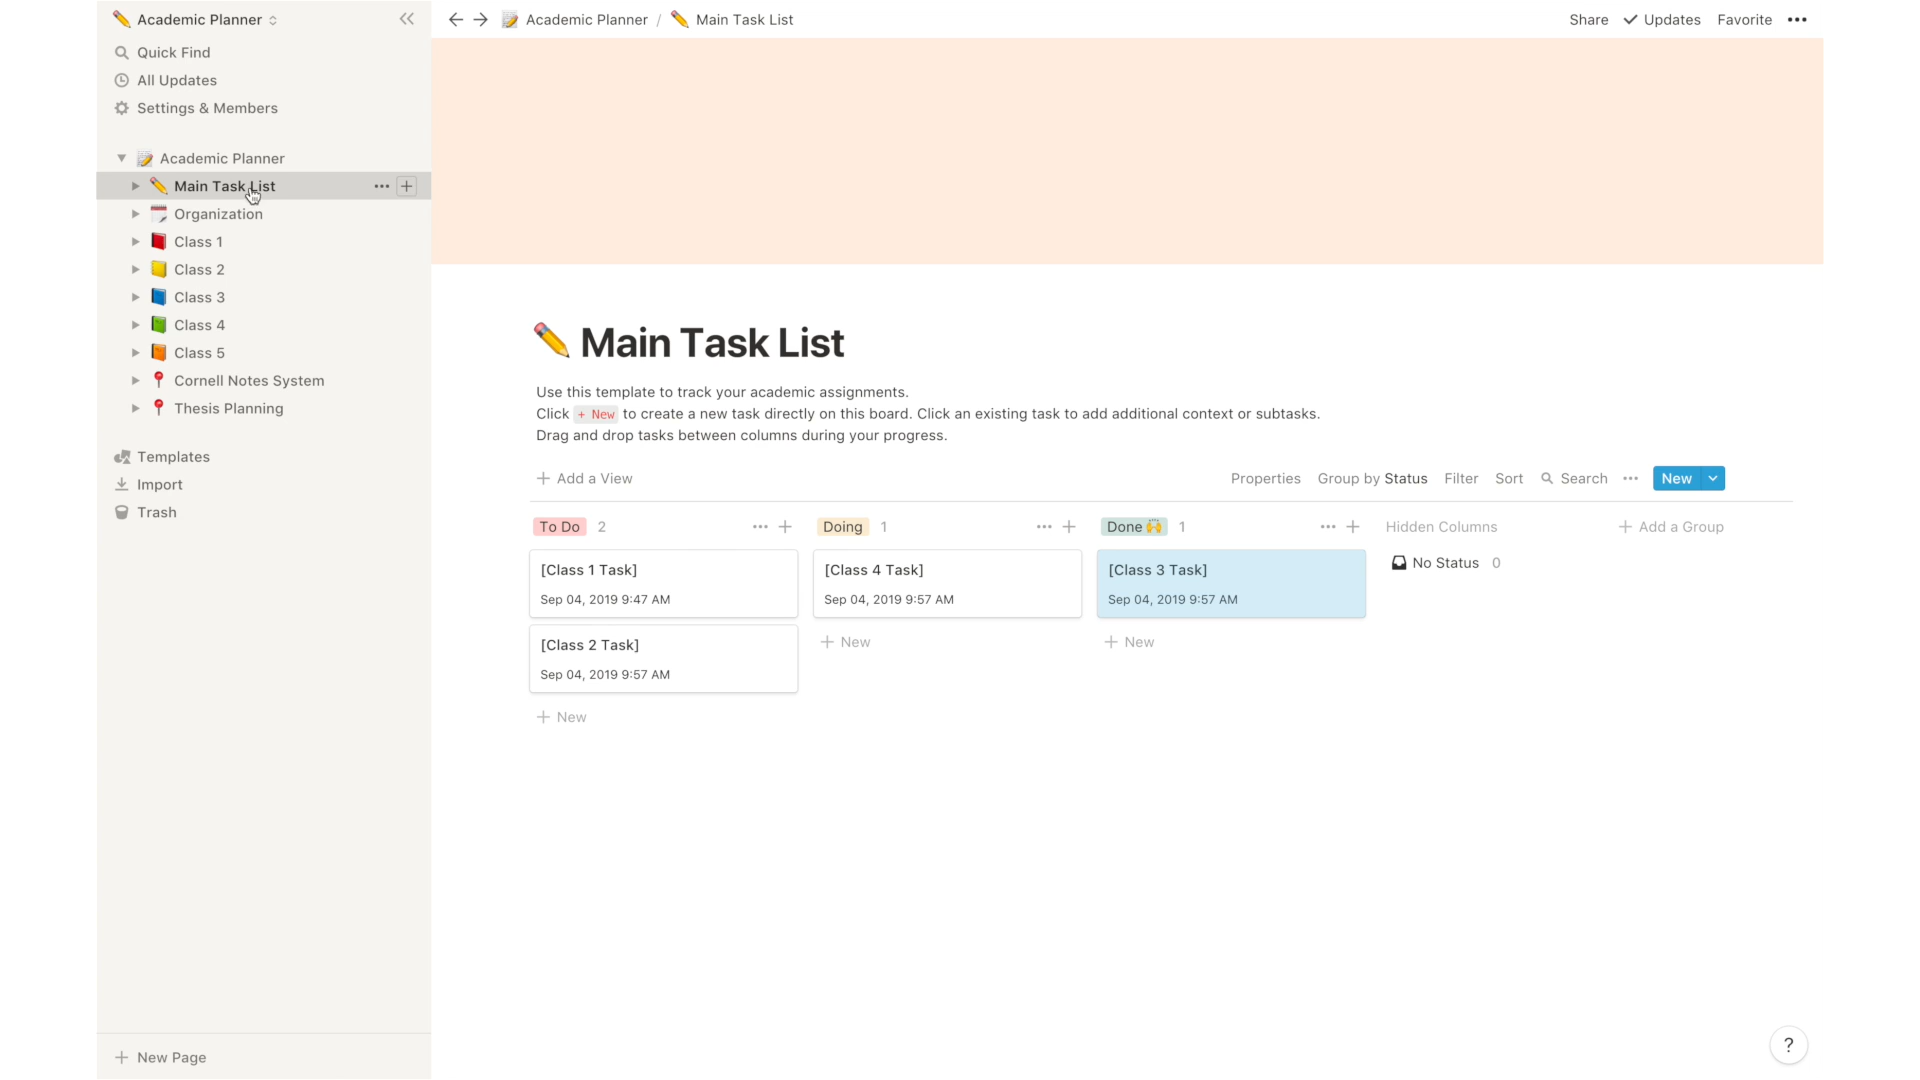 Academic Planner
Quick Find
All Updates
Settings & Members
Academic Planner
Main Task List
Organization
Class 1
Class 2
Class 3
Class 4
Class 5
Cornell Notes System
Thesis Planning
Templates
Import
Trash
New Page
Academic Planner / Main Task List
Share Updates Favorite
Main Task List
Use this template to track your academic assignments.
Click + New to create a new task directly on this board. Click an existing task to add additional context or subtasks.
Drag and drop tasks between columns during your progress.
Add a View
Properties Group by Status Filter Sort Search New
To Do 2
[Class 1 Task]
Sep 04, 2019 9:47 AM
[Class 2 Task]
Sep 04, 2019 9:57 AM
+ New
Doing 1
[Class 4 Task]
Sep 04, 2019 9:57 AM
+ New
Done 🙌 1
[Class 3 Task]
Sep 04, 2019 9:57 AM
+ New
Hidden Columns
No Status 0
+ Add a Group
?